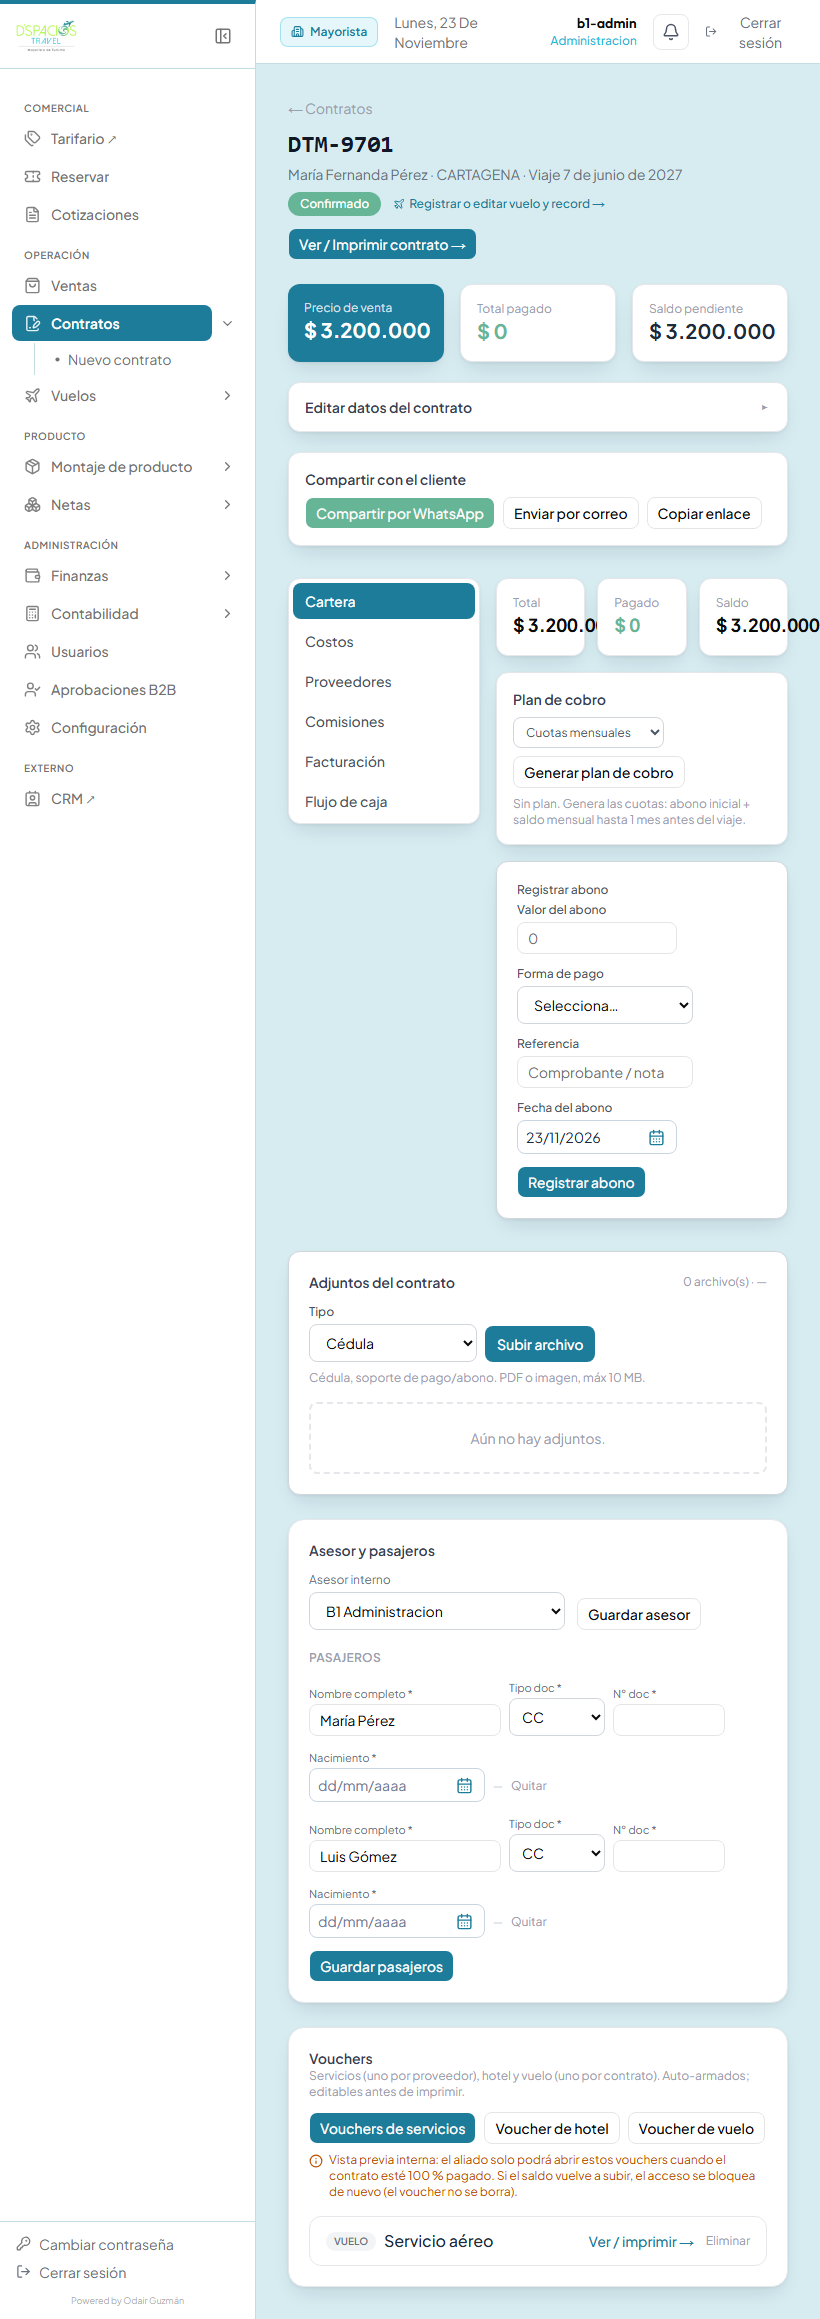 D'SPACIOS
TRAVEL
COMERCIAL
Tarifario ↗
Reservar
Cotizaciones
OPERACIÓN
Ventas
Contratos
• Nuevo contrato
Vuelos
PRODUCTO
Montaje de producto
Netas
ADMINISTRACIÓN
Finanzas
Contabilidad
Usuarios
Aprobaciones B2B
Configuración
EXTERNO
CRM ↗
Cambiar contraseña
Cerrar sesión
Powered by Odair Guzmán
Mayorista
Lunes, 23 De
Noviembre
b1-admin
Administracion
Cerrar
sesión
← Contratos
DTM-9701
María Fernanda Pérez · CARTAGENA · Viaje 7 de junio de 2027
Confirmado
Registrar o editar vuelo y record →
Ver / Imprimir contrato →
Precio de venta
$ 3.200.000
Total pagado
$ 0
Saldo pendiente
$ 3.200.000
Editar datos del contrato
Compartir con el cliente
Compartir por WhatsApp
Enviar por correo
Copiar enlace
Cartera
Costos
Proveedores
Comisiones
Facturación
Flujo de caja
Total
$ 3.200.0
Pagado
$ 0
Saldo
$ 3.200.000
Plan de cobro
Cuotas mensuales
Generar plan de cobro
Sin plan. Genera las cuotas: abono inicial +
saldo mensual hasta 1 mes antes del viaje.
Registrar abono
Valor del abono
0
Forma de pago
Selecciona...
Referencia
Comprobante / nota
Fecha del abono
23/11/2026
Registrar abono
Adjuntos del contrato
0 archivo(s) · —
Tipo
Cédula
Subir archivo
Cédula, soporte de pago/abono. PDF o imagen, máx 10 MB.
Aún no hay adjuntos.
Asesor y pasajeros
Asesor interno
B1 Administracion
Guardar asesor
PASAJEROS
Nombre completo * Tipo doc * N° doc *
María Pérez CC
Nacimiento *
dd/mm/aaaa — Quitar
Nombre completo * Tipo doc * N° doc *
Luis Gómez CC
Nacimiento *
dd/mm/aaaa — Quitar
Guardar pasajeros
Vouchers
Servicios (uno por proveedor), hotel y vuelo (uno por contrato). Auto-armados;
editables antes de imprimir.
Vouchers de servicios
Voucher de hotel
Voucher de vuelo
Vista previa interna: el aliado solo podrá abrir estos vouchers cuando el
contrato esté 100 % pagado. Si el saldo vuelve a subir, el acceso se bloquea
de nuevo (el voucher no se borra).
VUELO Servicio aéreo Ver / imprimir → Eliminar